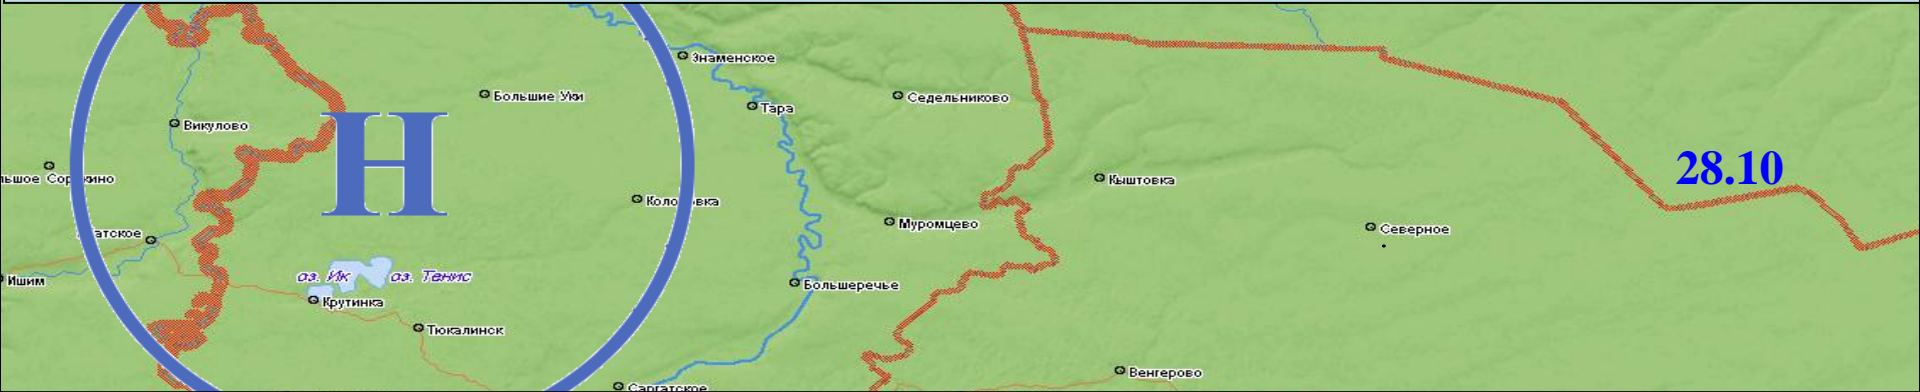 Знаменское
Большие Уки
Седельниково
Тара
Викулово
Н
28.10
Кыштовка
Муромцево
Северное
оз. Ик
оз. Тенис
Ишим
Большеречье
Крутинка
Тюкалинск
Венгерово
Саргатское